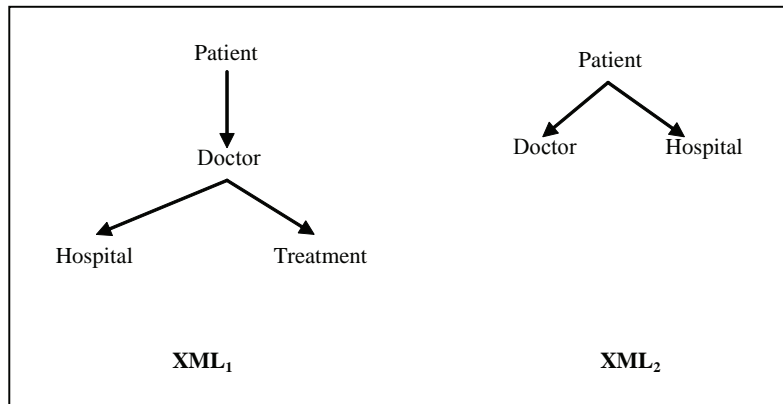 Patient
Doctor
Hospital Treatment
XML₁
Patient
Doctor Hospital
XML₂